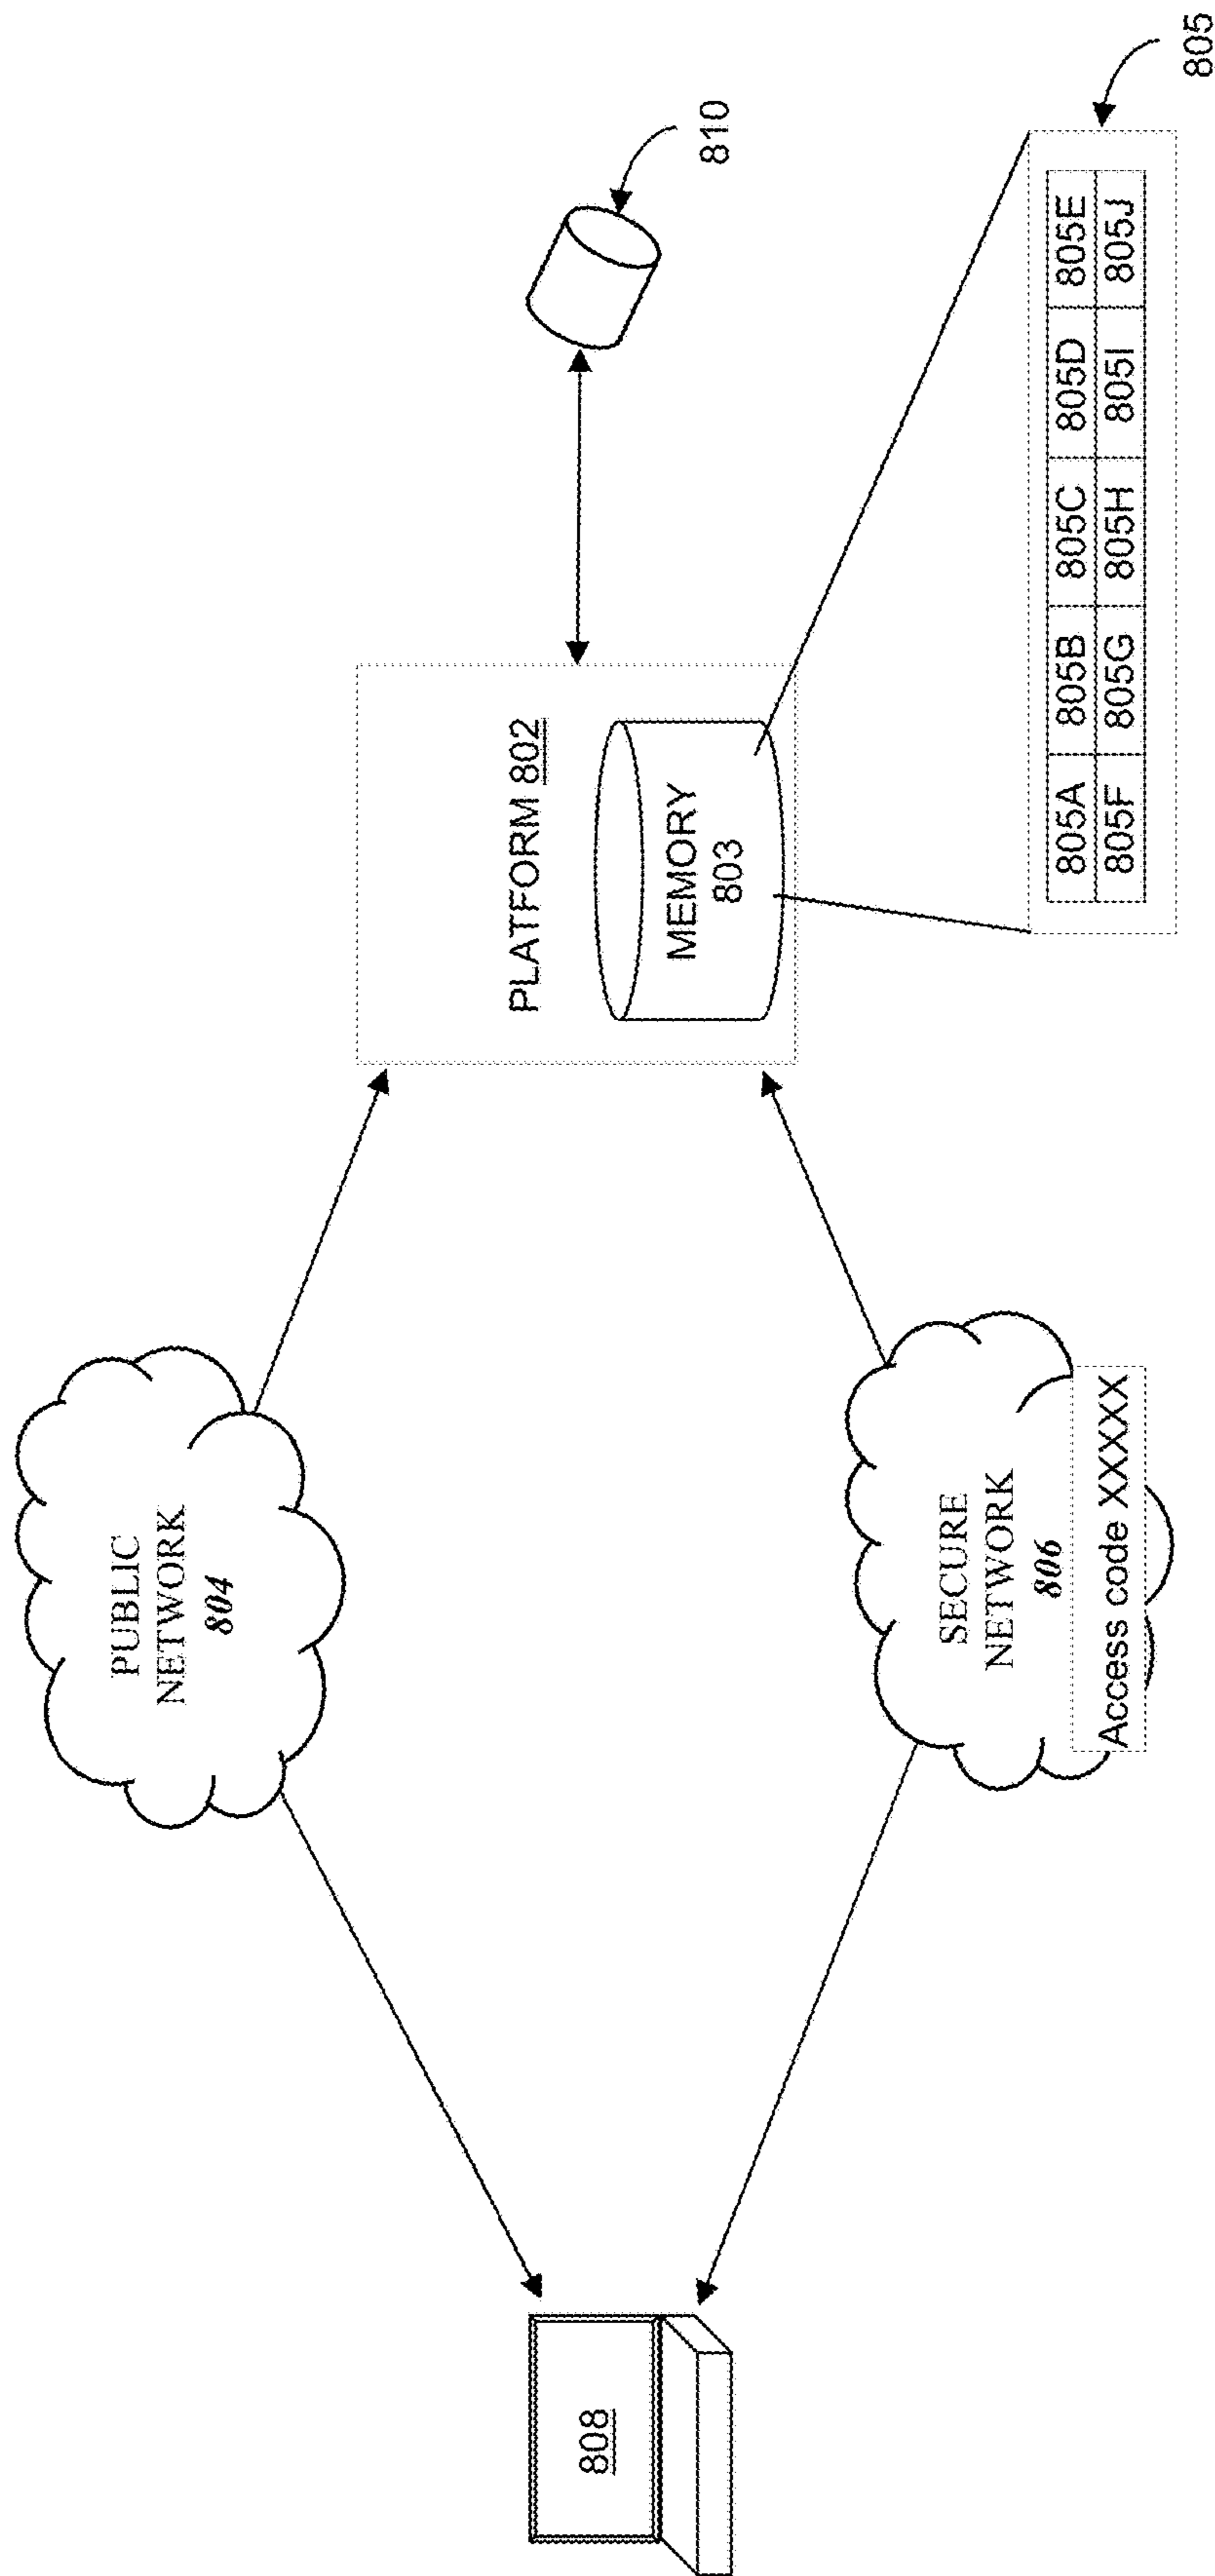 PUBLIC
NETWORK
804
PLATFORM 802
MEMORY
803
810
808
SECURE
NETWORK
806
Access code XXXXX
805A 805B 805C 805D 805E
805F 805G 805H 805I 805J
805